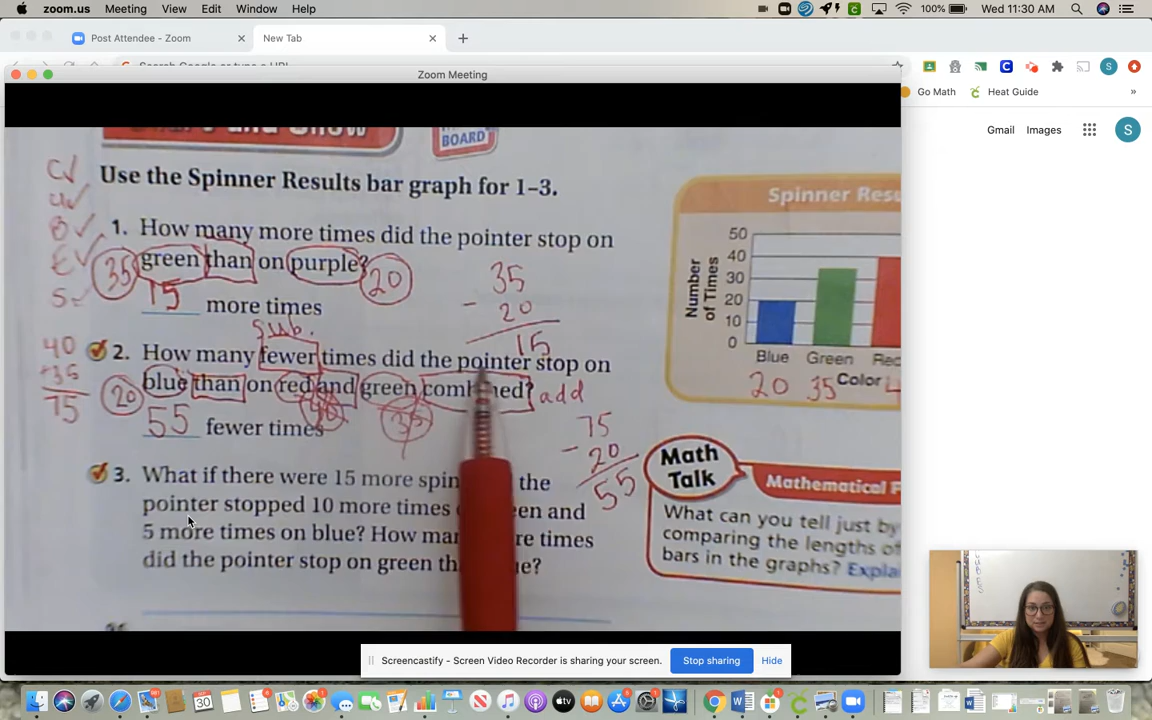 zoom.us Meeting View Edit Window Help 100% Wed 11:30 AM
Post Attendee - Zoom New Tab
Search Google or type a URL
Zoom Meeting
Go Math Heat Guide »
Gmail Images S
BOARD
Use the Spinner Results bar graph for 1–3.
1. How many more times did the pointer stop on
green than on purple?
35 20
15 more times
35
- 20
15
sub.
2. How many fewer times did the pointer stop on
blue than on red and green combined? add
20 40 35
55 fewer times
40
+35
75
75
- 20
55
3. What if there were 15 more the
pointer stopped 10 more times and
5 more times on blue? How times
did the pointer stop on green
C
U
B
E
S
Spinner
Number
of Times
50
40
30
20
10
0
Blue Green
20 35 Color
Math
Talk
Mathematical
What can you tell just by
comparing the lengths of
bars in the graphs?
Screencastify - Screen Video Recorder is sharing your screen. Stop sharing Hide